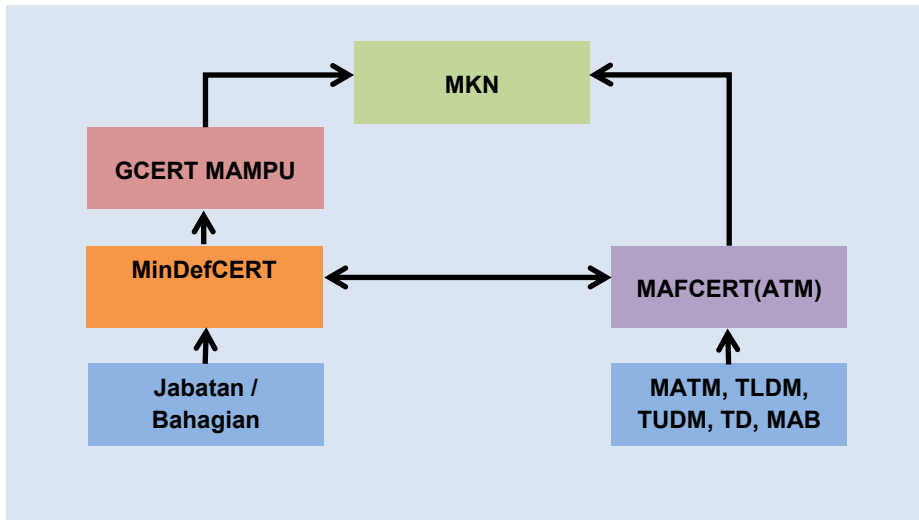 MKN
GCERT MAMPU
MinDefCERT
MAFCERT(ATM)
Jabatan /
Bahagian
MATM, TLDM,
TUDM, TD, MAB